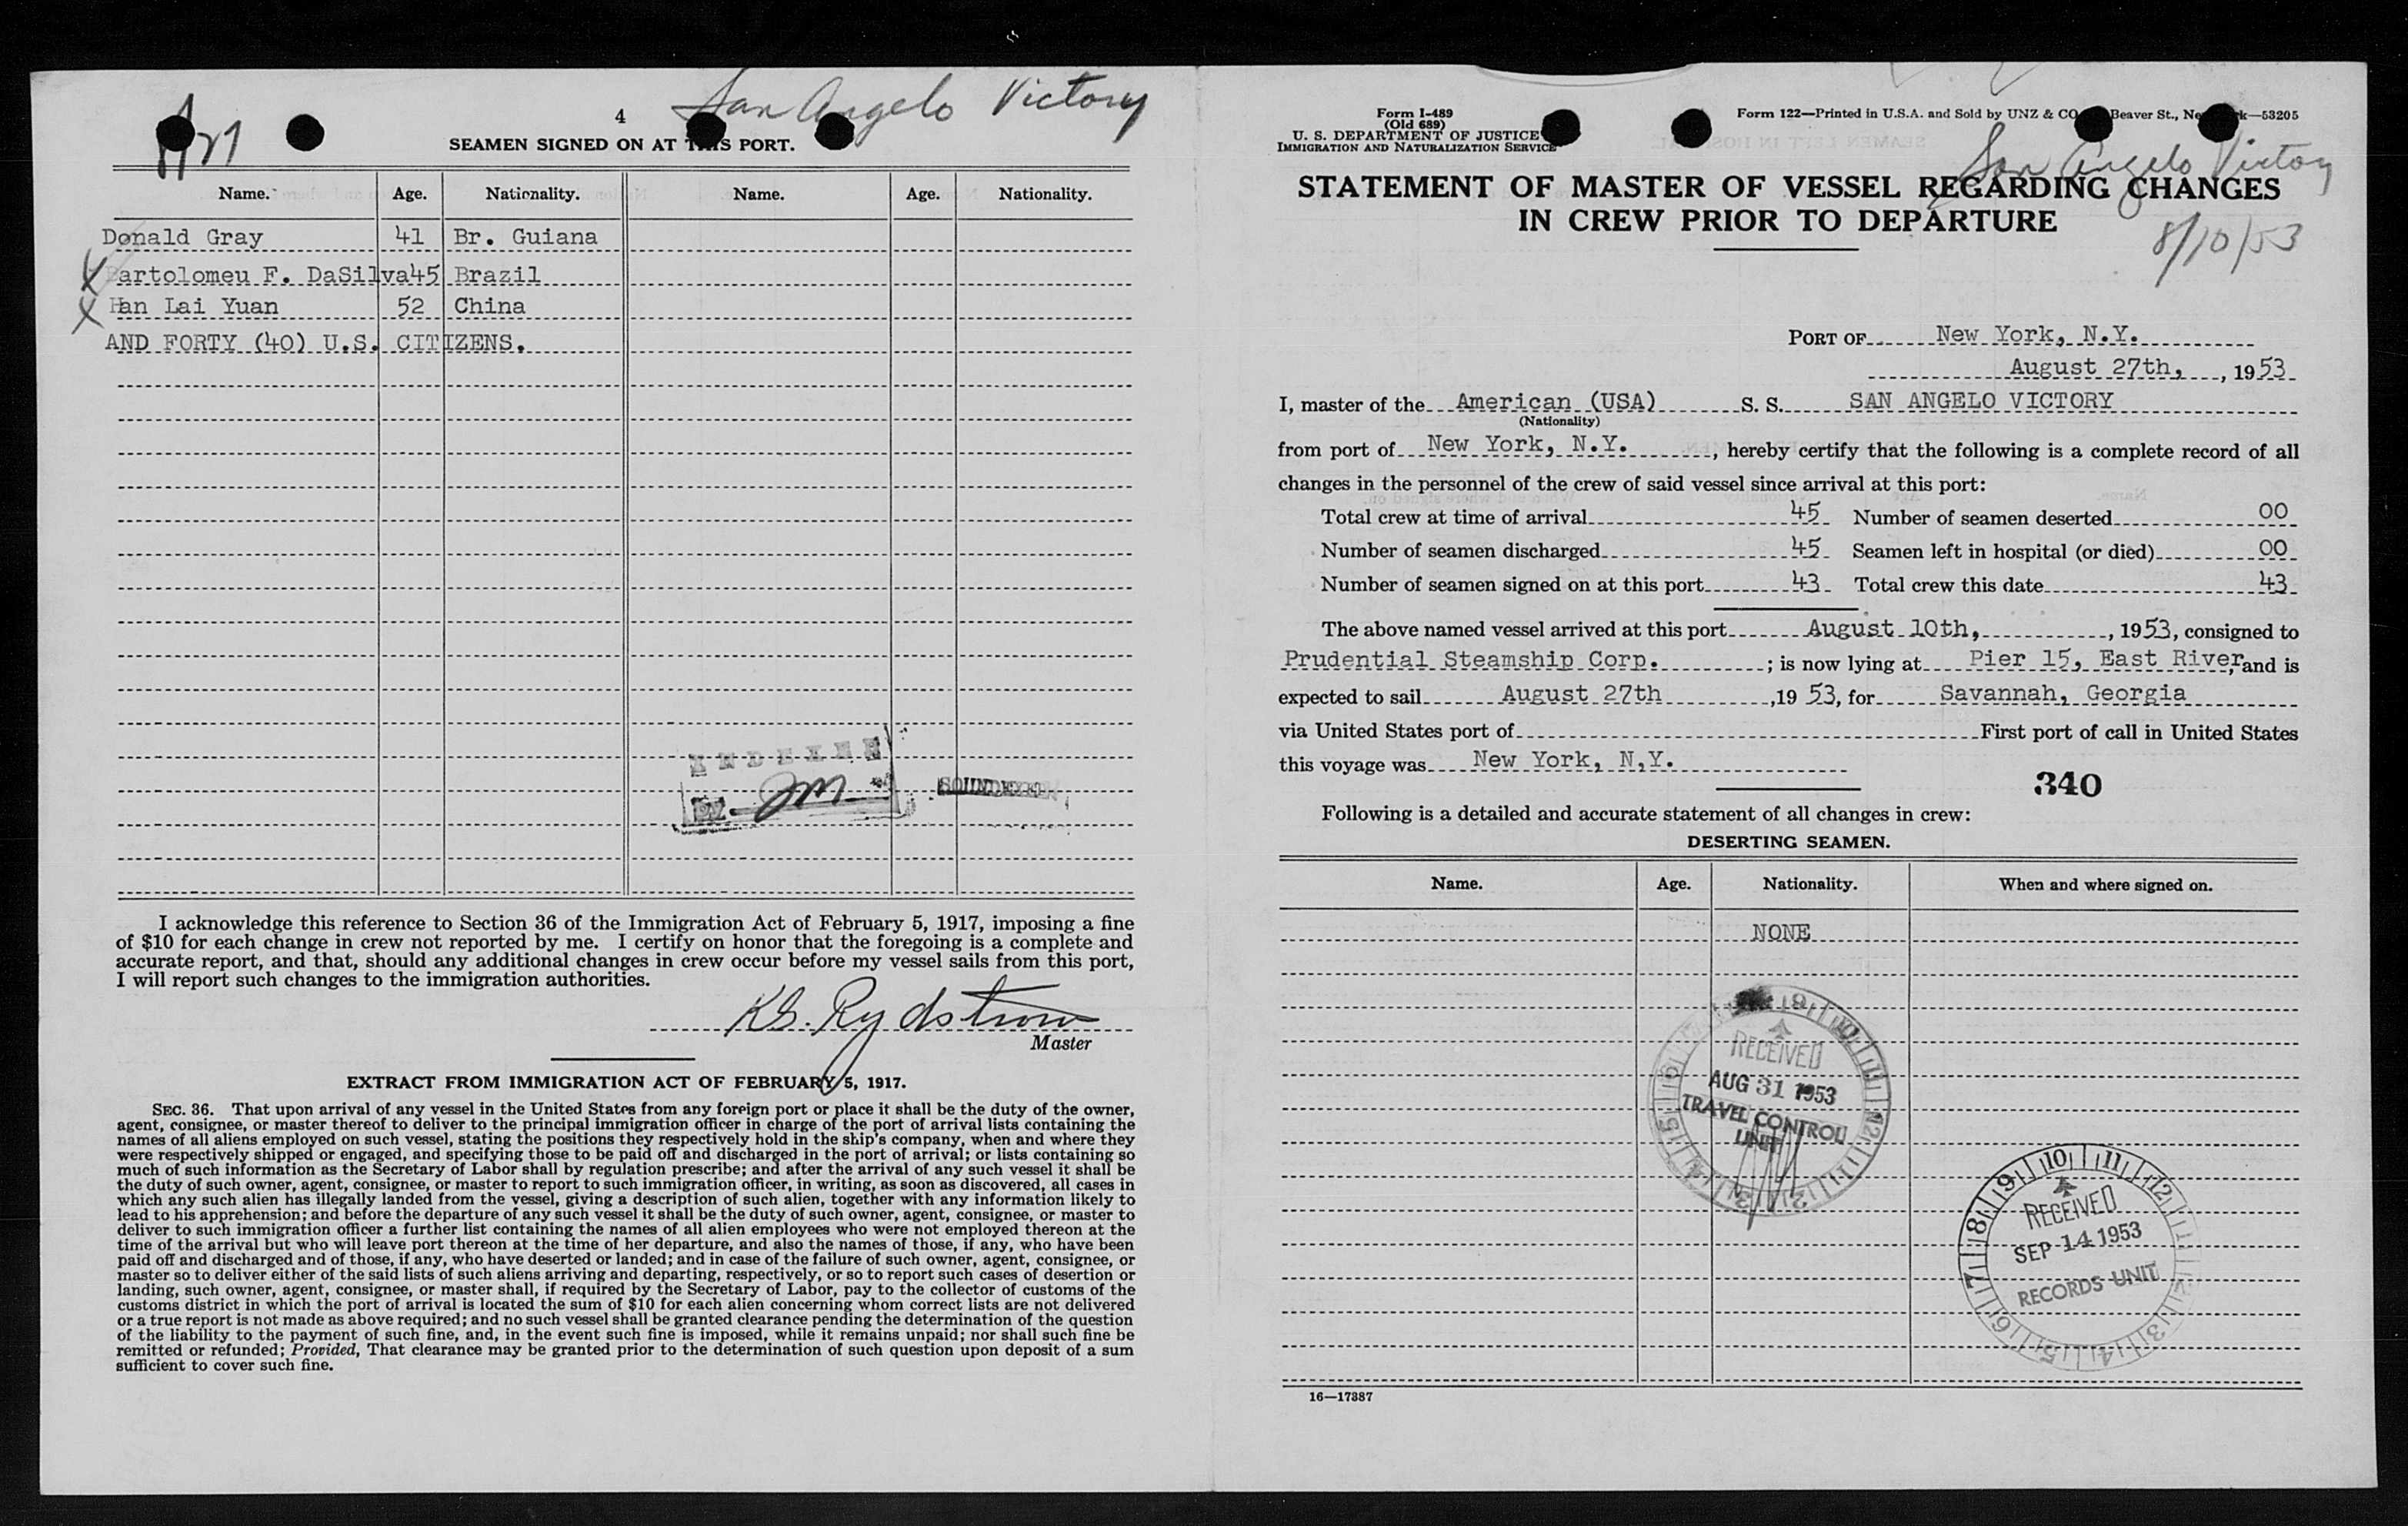 4
San Angelo Victory
SEAMEN SIGNED ON AT THIS PORT.
Name. Age. Nationality. Name. Age. Nationality.
Donald Gray 41 Br. Guiana
Bartolomeu F. DaSilva 45 Brazil
Han Lai Yuan 52 China
AND FORTY (40) U.S. CITIZENS.
INDEXED
BY JM
SOUNDEXED
I acknowledge this reference to Section 36 of the Immigration Act of February 5, 1917, imposing a fine
of $10 for each change in crew not reported by me. I certify on honor that the foregoing is a complete and
accurate report, and that, should any additional changes in crew occur before my vessel sails from this port,
I will report such changes to the immigration authorities.
K.G. Rydstrom
Master
EXTRACT FROM IMMIGRATION ACT OF FEBRUARY 5, 1917.
SEC. 36. That upon arrival of any vessel in the United States from any foreign port or place it shall be the duty of the owner,
agent, consignee, or master thereof to deliver to the principal immigration officer in charge of the port of arrival lists containing the
names of all aliens employed on such vessel, stating the positions they respectively hold in the ship's company, when and where they
were respectively shipped or engaged, and specifying those to be paid off and discharged in the port of arrival; or lists containing so
much of such information as the Secretary of Labor shall by regulation prescribe; and after the arrival of any such vessel it shall be
the duty of such owner, agent, consignee, or master to report to such immigration officer, in writing, as soon as discovered, all cases in
which any such alien has illegally landed from the vessel, giving a description of such alien, together with any information likely to
lead to his apprehension; and before the departure of any such vessel it shall be the duty of such owner, agent, consignee, or master to
deliver to such immigration officer a further list containing the names of all alien employees who were not employed thereon at the
time of the arrival but who will leave port thereon at the time of her departure, and also the names of those, if any, who have been
paid off and discharged and of those, if any, who have deserted or landed; and in case of the failure of such owner, agent, consignee, or
master so to deliver either of the said lists of such aliens arriving and departing, respectively, or so to report such cases of desertion or
landing, such owner, agent, consignee, or master shall, if required by the Secretary of Labor, pay to the collector of customs of the
customs district in which the port of arrival is located the sum of $10 for each alien concerning whom correct lists are not delivered
or a true report is not made as above required; and no such vessel shall be granted clearance pending the determination of the question
of the liability to the payment of such fine, and, in the event such fine is imposed, while it remains unpaid; nor shall such fine be
remitted or refunded; Provided, That clearance may be granted prior to the determination of such question upon deposit of a sum
sufficient to cover such fine.
Form I-489
(Old 689)
U. S. DEPARTMENT OF JUSTICE
IMMIGRATION AND NATURALIZATION SERVICE
Form 122—Printed in U.S.A. and Sold by UNZ & CO Beaver St., Ne k—53205
San Angelo Victory
STATEMENT OF MASTER OF VESSEL REGARDING CHANGES
IN CREW PRIOR TO DEPARTURE
8/10/53
PORT OF New York, N.Y.
August 27th, , 1953
I, master of the American (USA) S. S. SAN ANGELO VICTORY
(Nationality)
from port of New York, N.Y. , hereby certify that the following is a complete record of all
changes in the personnel of the crew of said vessel since arrival at this port:
Total crew at time of arrival 45 Number of seamen deserted 00
Number of seamen discharged 45 Seamen left in hospital (or died) 00
Number of seamen signed on at this port 43 Total crew this date 43
The above named vessel arrived at this port August 10th, , 1953, consigned to
Prudential Steamship Corp. ; is now lying at Pier 15, East River, and is
expected to sail August 27th ,19 53, for Savannah, Georgia
via United States port of First port of call in United States
this voyage was New York, N,Y.
340
Following is a detailed and accurate statement of all changes in crew:
DESERTING SEAMEN.
Name. Age. Nationality. When and where signed on.
NONE
RECEIVED
AUG 31 1953
TRAVEL CONTROL
UNIT
RECEIVED
SEP 14 1953
RECORDS UNIT
16—17387